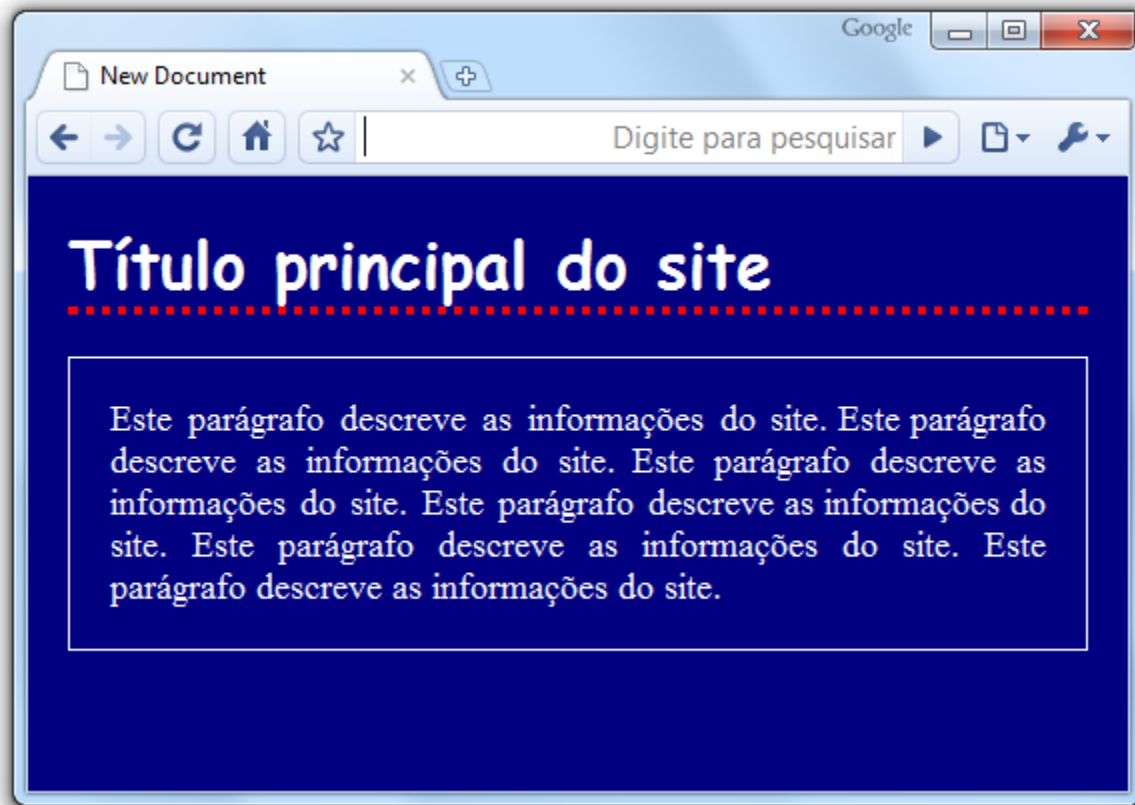 Google
New Document
Digite para pesquisar
Título principal do site
Este parágrafo descreve as informações do site. Este parágrafo
descreve as informações do site. Este parágrafo descreve as
informações do site. Este parágrafo descreve as informações do
site. Este parágrafo descreve as informações do site. Este
parágrafo descreve as informações do site.